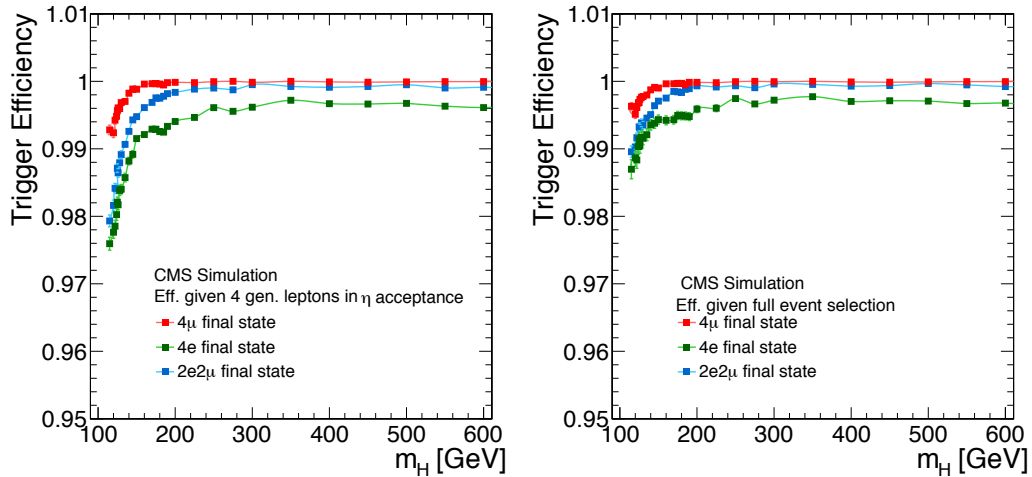 1.01
1
0.99
0.98
0.97
0.96
0.95
Trigger Efficiency
CMS Simulation
Eff. given 4 gen. leptons in η acceptance
4μ final state
4e final state
2e2μ final state
100 200 300 400 500 600
m_H [GeV]
1.01
1
0.99
0.98
0.97
0.96
0.95
Trigger Efficiency
CMS Simulation
Eff. given full event selection
4μ final state
4e final state
2e2μ final state
100 200 300 400 500 600
m_H [GeV]